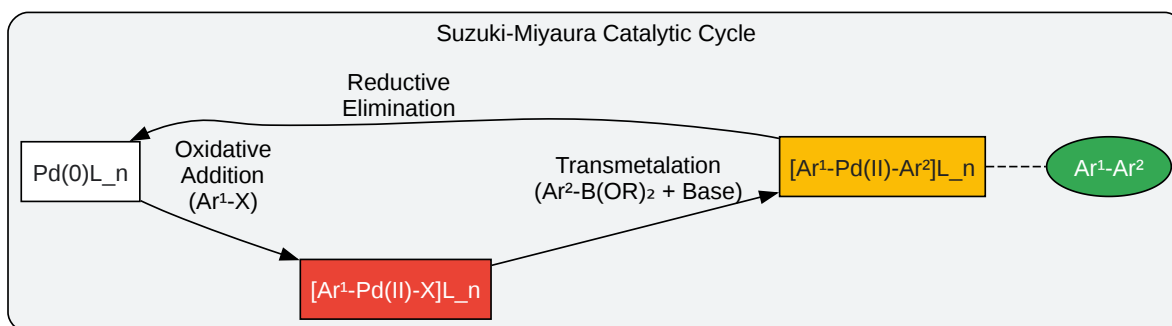 Suzuki-Miyaura Catalytic Cycle
Reductive
Elimination
Pd(0)L_n
Oxidative
Addition
(Ar¹-X)
Transmetalation
(Ar²-B(OR)₂ + Base)
[Ar¹-Pd(II)-Ar²]L_n
Ar¹-Ar²
[Ar¹-Pd(II)-X]L_n